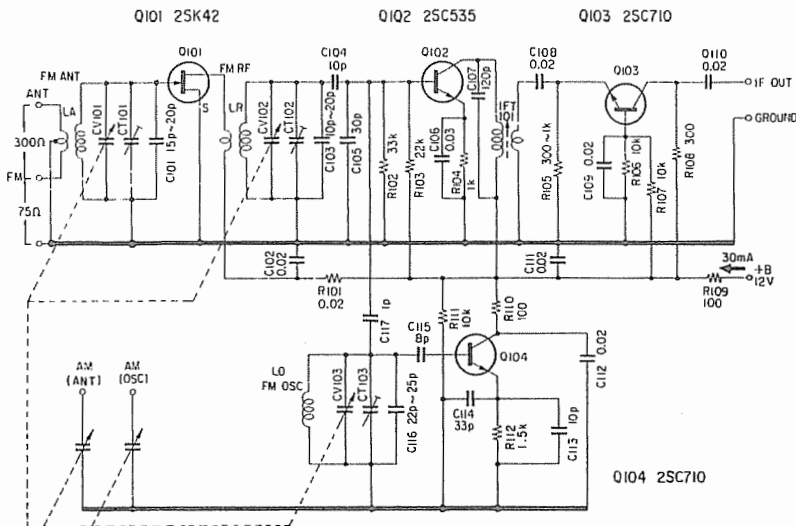 Q101 2SK42
Q1Q2 2SC535
Q103 2SC710
Q101
C104
10p
Q102
C107
120p
C108
0.02
Q103
Q110
0.02
FM ANT
FM RF
ANT
LA
CV101
CT101
C101 15p~20p
S
LR
CV102
CT102
C103
10p~20p
C105
30p
R102
33k
R103
22k
C106
0.03
R104
1k
IFT
101
R105
300~1k
C109
0.02
R106
10k
R107
10k
R108 300
IF OUT
GROUND
300Ω
FM
75Ω
C102
0.02
R101
0.02
C111
0.02
30mA
+B
12V
R109
100
C117
1p
C115
8p
R111
10k
R110
100
Q104
C112 0.02
LO
FM OSC
CV103
CT103
C116 22p~25p
C114
33p
R112
1.5k
C113
10p
AM
(ANT)
AM
(OSC)
Q104 2SC710